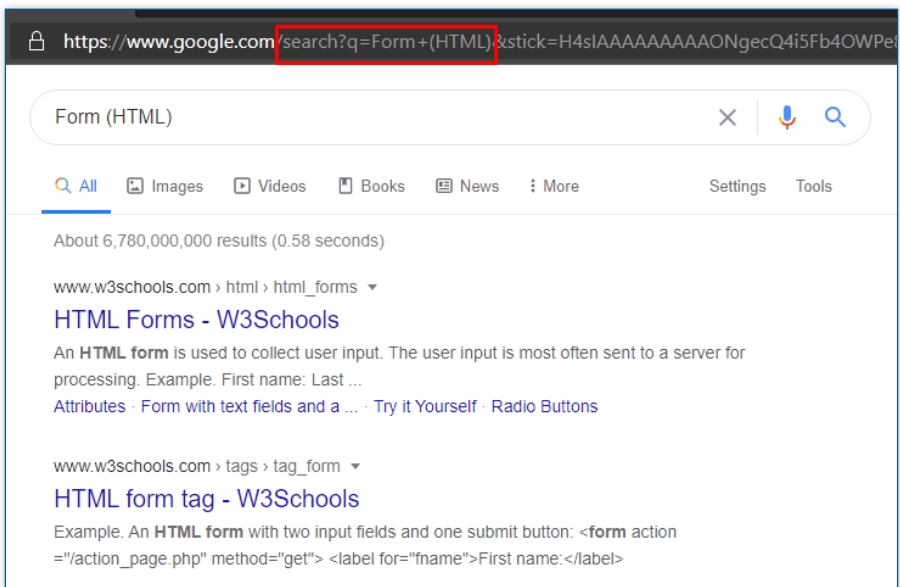 https://www.google.com/search?q=Form+(HTML)&stick=H4sIAAAAAAAAAONgecQ4i5Fb4OWPe
Form (HTML)
All Images Videos Books News More Settings Tools
About 6,780,000,000 results (0.58 seconds)
www.w3schools.com › html › html_forms
HTML Forms - W3Schools
An HTML form is used to collect user input. The user input is most often sent to a server for
processing. Example. First name: Last ...
Attributes · Form with text fields and a ... · Try it Yourself · Radio Buttons
www.w3schools.com › tags › tag_form
HTML form tag - W3Schools
Example. An HTML form with two input fields and one submit button: <form action
="/action_page.php" method="get"> <label for="fname">First name:</label>